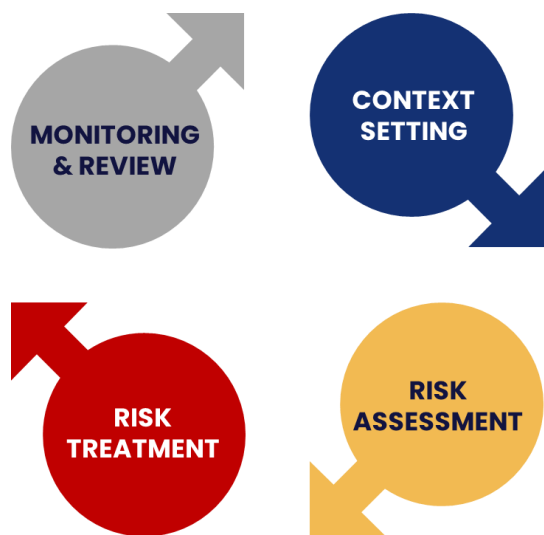 MONITORING
& REVIEW
CONTEXT
SETTING
RISK
TREATMENT
RISK
ASSESSMENT